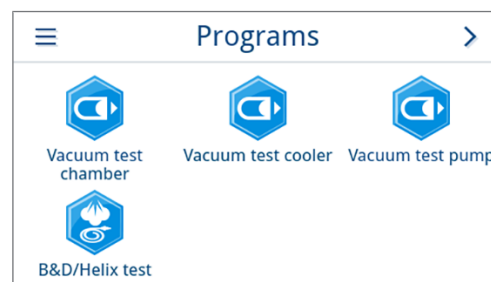 Programs
Vacuum test
chamber
Vacuum test cooler
Vacuum test pump
B&D/Helix test